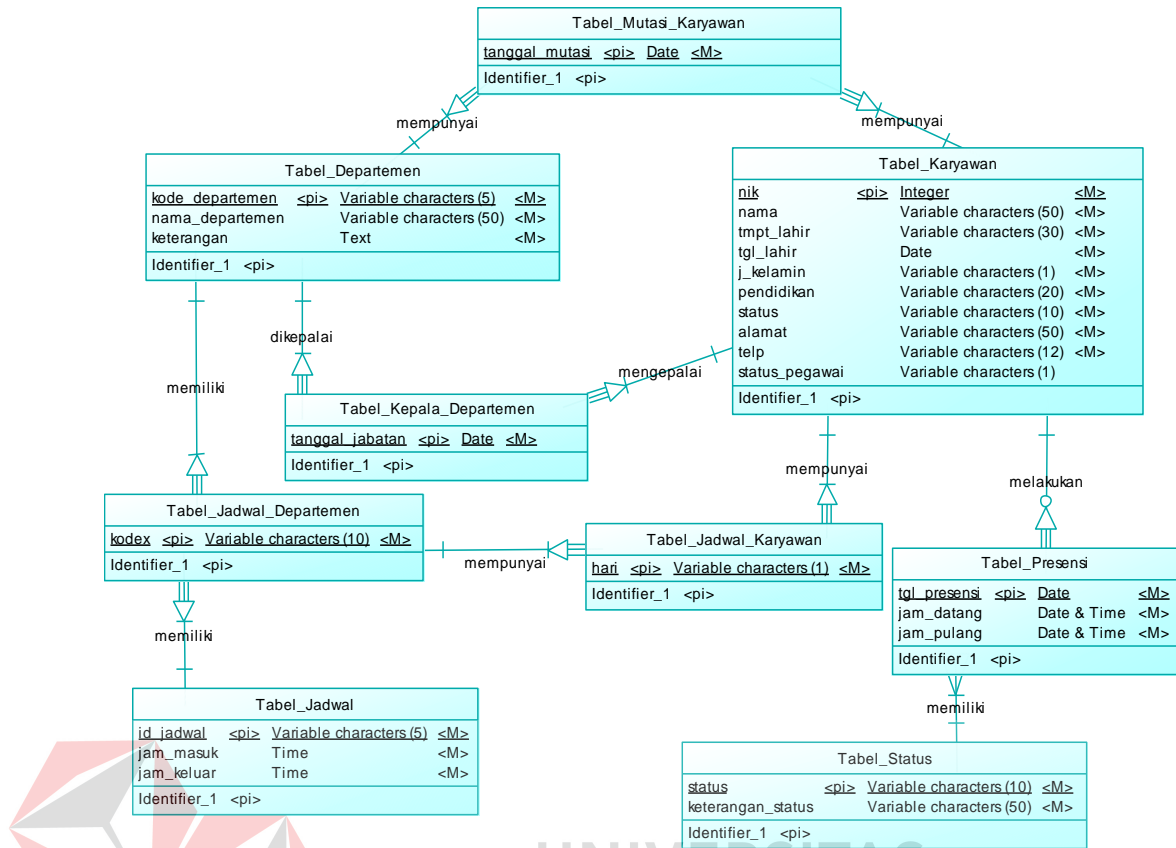 Tabel_Mutasi_Karyawan
tanggal_mutasi <pi> Date <M>
Identifier_1 <pi>
mempunyai
mempunyai
Tabel_Departemen
kode_departemen <pi> Variable characters (5) <M>
nama_departemen Variable characters (50) <M>
keterangan Text <M>
Identifier_1 <pi>
Tabel_Karyawan
nik <pi> Integer <M>
nama Variable characters (50) <M>
tmpt_lahir Variable characters (30) <M>
tgl_lahir Date <M>
j_kelamin Variable characters (1) <M>
pendidikan Variable characters (20) <M>
status Variable characters (10) <M>
alamat Variable characters (50) <M>
telp Variable characters (12) <M>
status_pegawai Variable characters (1)
Identifier_1 <pi>
dikepalai
memiliki
mengepalai
Tabel_Kepala_Departemen
tanggal_jabatan <pi> Date <M>
Identifier_1 <pi>
mempunyai
melakukan
Tabel_Jadwal_Departemen
kodex <pi> Variable characters (10) <M>
Identifier_1 <pi>
mempunyai
Tabel_Jadwal_Karyawan
hari <pi> Variable characters (1) <M>
Identifier_1 <pi>
Tabel_Presensi
tgl_presensi <pi> Date <M>
jam_datang Date & Time <M>
jam_pulang Date & Time <M>
Identifier_1 <pi>
memiliki
memiliki
Tabel_Jadwal
id_jadwal <pi> Variable characters (5) <M>
jam_masuk Time <M>
jam_keluar Time <M>
Identifier_1 <pi>
Tabel_Status
status <pi> Variable characters (10) <M>
keterangan_status Variable characters (50) <M>
Identifier_1 <pi>
UNIVERSITAS